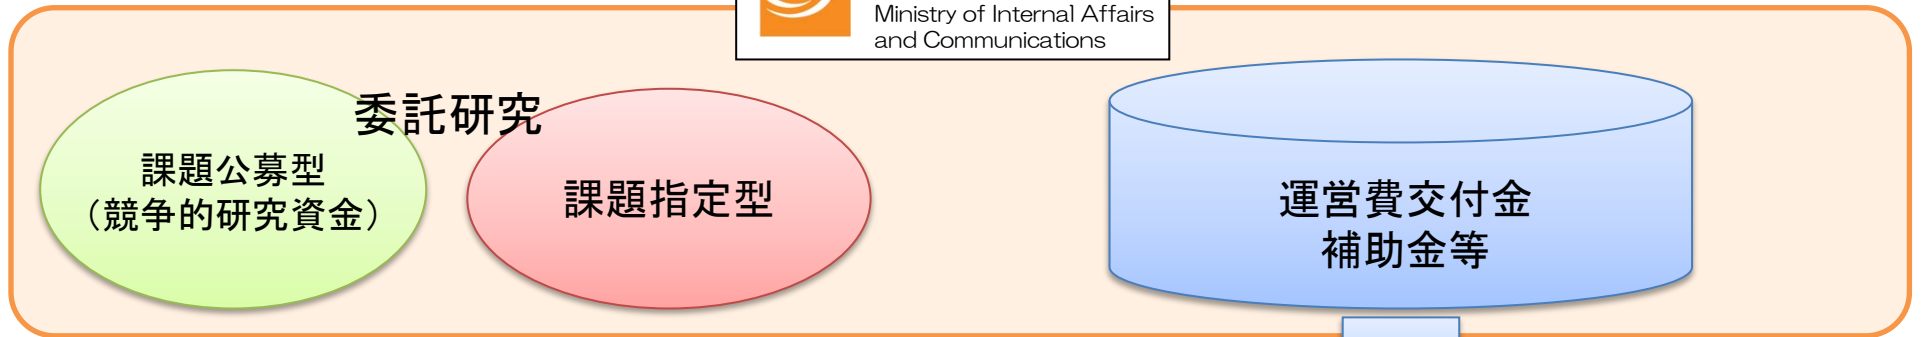 Ministry of Internal Affairs
and Communications
委託研究
課題公募型
（競争的研究資金）
課題指定型
運営費交付金
補助金等